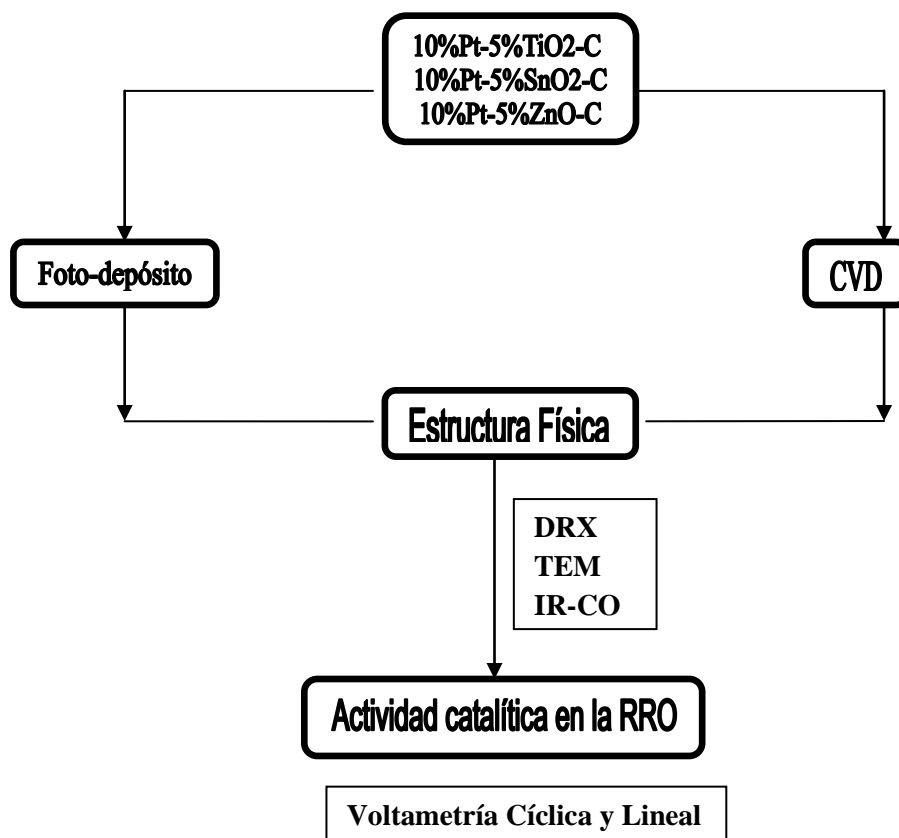 10%Pt-5%TiO2-C
10%Pt-5%SnO2-C
10%Pt-5%ZnO-C
Foto-depósito
CVD
Estructura Física
DRX
TEM
IR-CO
Actividad catalítica en la RRO
Voltametría Cíclica y Lineal